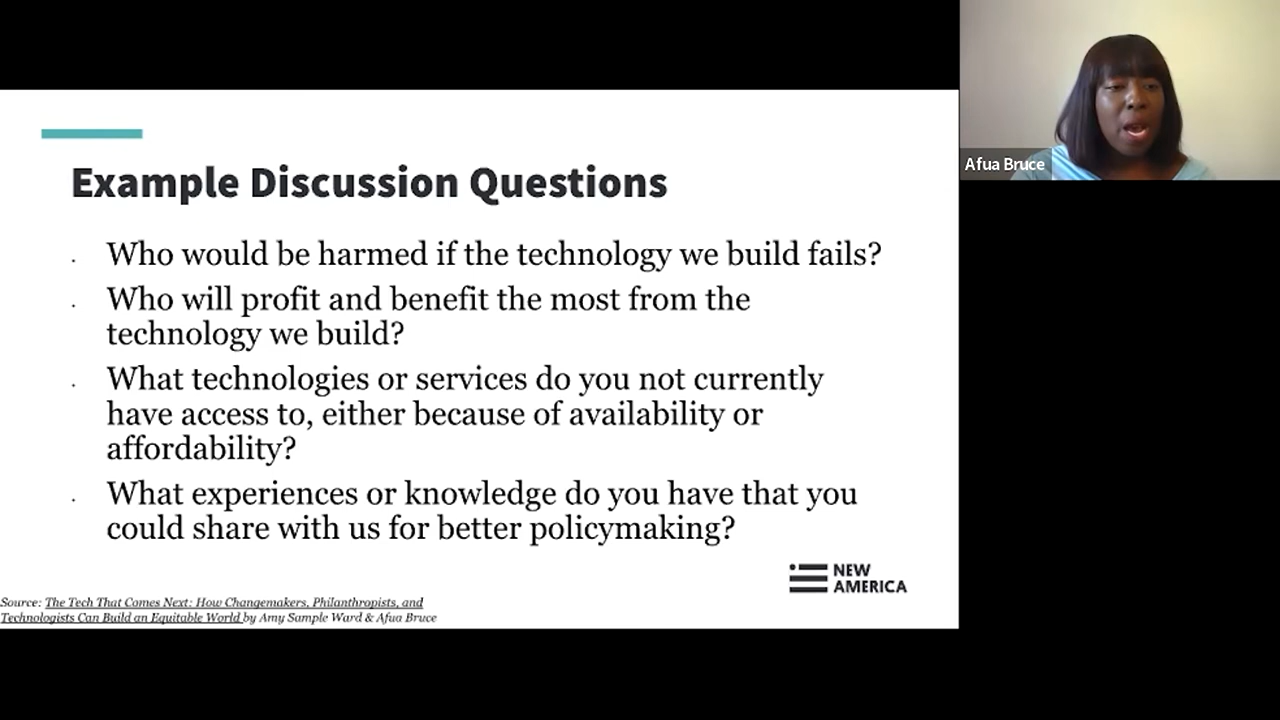 Example Discussion Questions
· Who would be harmed if the technology we build fails?
· Who will profit and benefit the most from the
technology we build?
· What technologies or services do you not currently
have access to, either because of availability or
affordability?
· What experiences or knowledge do you have that you
could share with us for better policymaking?
NEW
AMERICA
Source: The Tech That Comes Next: How Changemakers, Philanthropists, and
Technologists Can Build an Equitable World by Amy Sample Ward & Afua Bruce
Afua Bruce